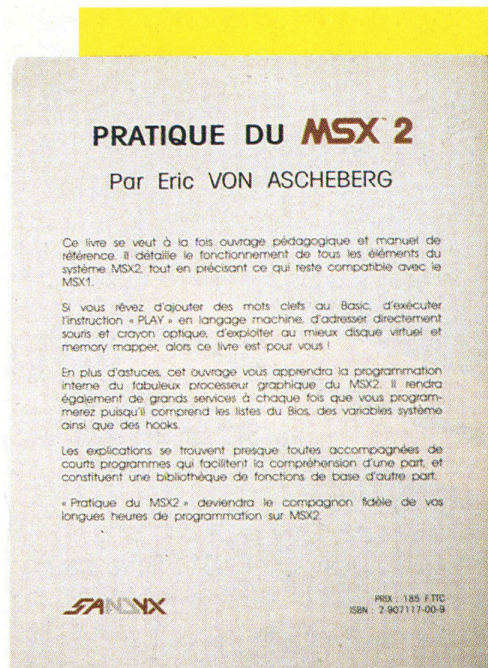 PRATIQUE DU MSX™ 2
Par Eric VON ASCHEBERG
Ce livre se veut à la fois ouvrage pédagogique et manuel de
référence. Il détaille le fonctionnement de tous les éléments du
système MSX2, tout en précisant ce qui reste compatible avec le
MSX1.
Si vous rêvez d'ajouter des mots clefs au Basic, d'exécuter
l'instruction « PLAY » en langage machine, d'adresser directement
souris et crayon optique, d'exploiter au mieux disque virtuel et
memory mapper, alors ce livre est pour vous !
En plus d'astuces, cet ouvrage vous apprendra la programmation
interne du fabuleux processeur graphique du MSX2. Il rendra
également de grands services à chaque fois que vous program-
merez puisqu'il comprend les listes du Bios, des variables système
ainsi que des hooks.
Les explications se trouvent presque toutes accompagnées de
courts programmes qui facilitent la compréhension d'une part, et
constituent une bibliothèque de fonctions de base d'autre part.
« Pratique du MSX2 » deviendra le compagnon fidèle de vos
longues heures de programmation sur MSX2.
SANDYX
PRIX : 185 F TTC
ISBN : 2-907117-00-9